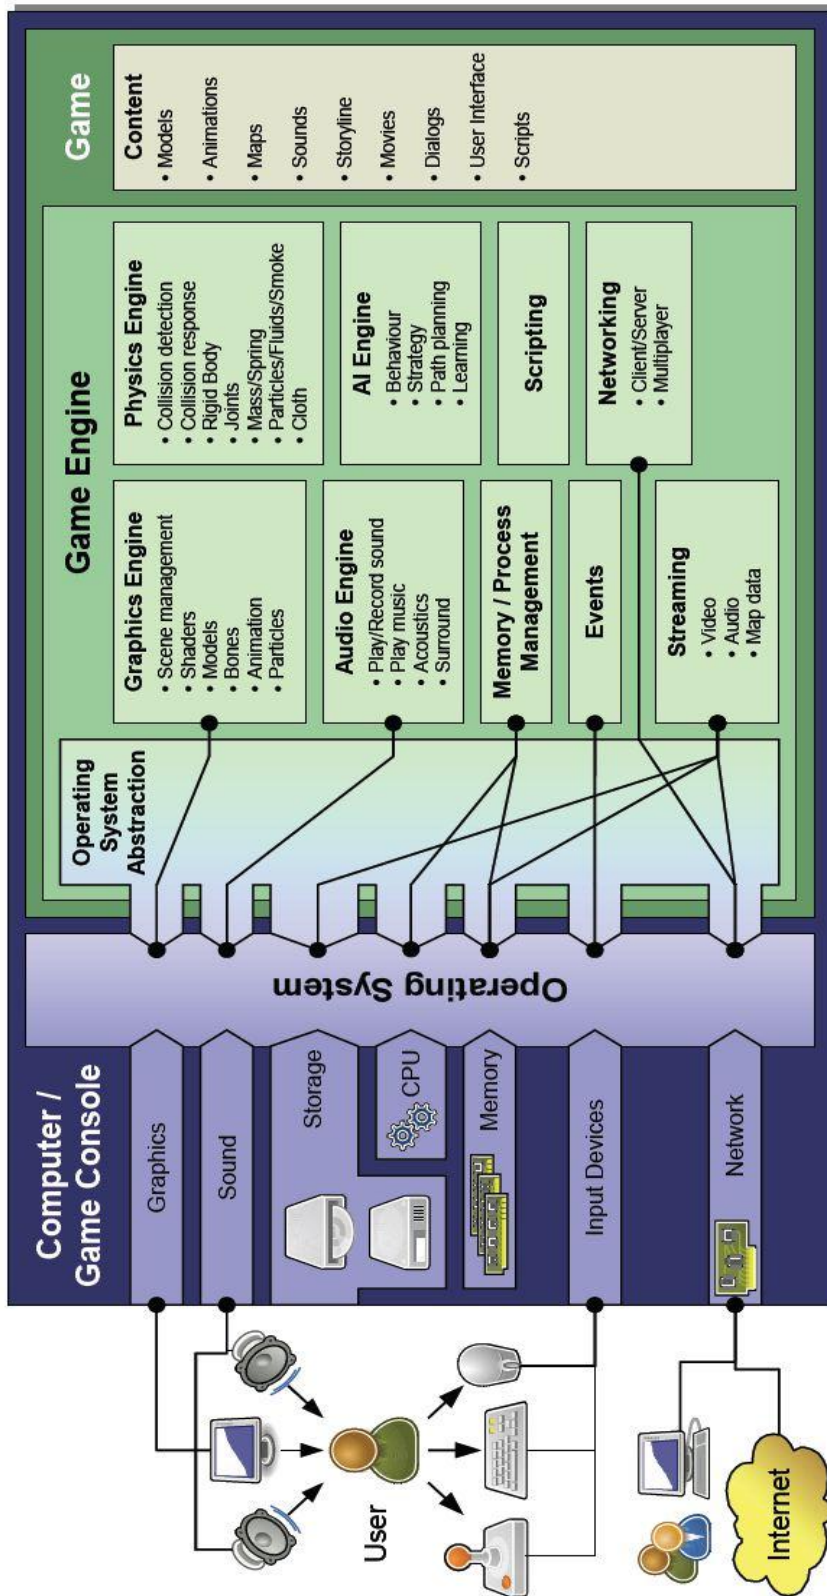 Computer /
Game Console
Graphics
Sound
Storage
CPU
Memory
Input Devices
Network
User
Internet
Operating System
Game Engine
Operating
System
Abstraction
Graphics Engine
• Scene management
• Shaders
• Models
• Bones
• Animation
• Particles
Audio Engine
• Play/Record sound
• Play music
• Acoustics
• Surround
Memory / Process
Management
Events
Streaming
• Video
• Audio
• Map data
Physics Engine
• Collision detection
• Collision response
• Rigid Body
• Joints
• Mass/Spring
• Particles/Fluids/Smoke
• Cloth
AI Engine
• Behaviour
• Strategy
• Path planning
• Learning
Scripting
Networking
• Client/Server
• Multiplayer
Game
Content
• Models
• Animations
• Maps
• Sounds
• Storyline
• Movies
• Dialogs
• User Interface
• Scripts